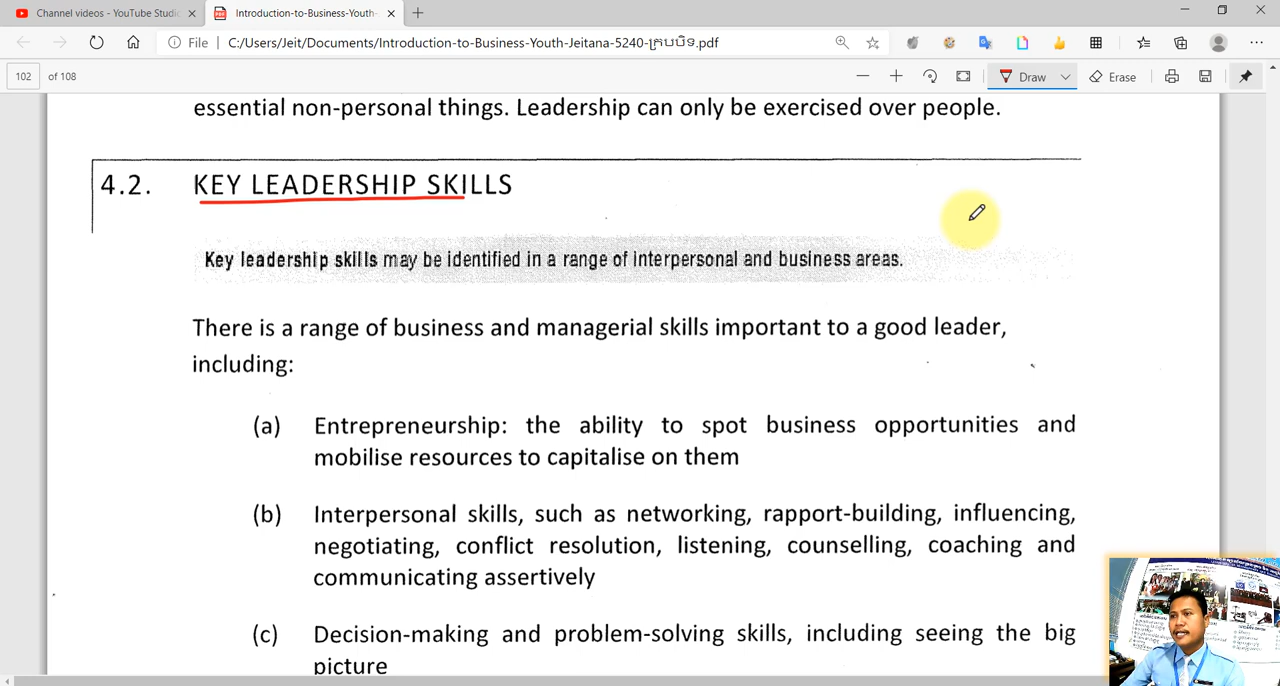 Channel videos - YouTube Studio
Introduction-to-Business-Youth-
File
C:/Users/Jeit/Documents/Introduction-to-Business-Youth-Jeitana-5240-គ្របបិទ.pdf
102 of 108
Draw
Erase
essential non-personal things. Leadership can only be exercised over people.
4.2. KEY LEADERSHIP SKILLS
Key leadership skills may be identified in a range of interpersonal and business areas.
There is a range of business and managerial skills important to a good leader,
including:
(a) Entrepreneurship: the ability to spot business opportunities and
mobilise resources to capitalise on them
(b) Interpersonal skills, such as networking, rapport-building, influencing,
negotiating, conflict resolution, listening, counselling, coaching and
communicating assertively
(c) Decision-making and problem-solving skills, including seeing the big
picture